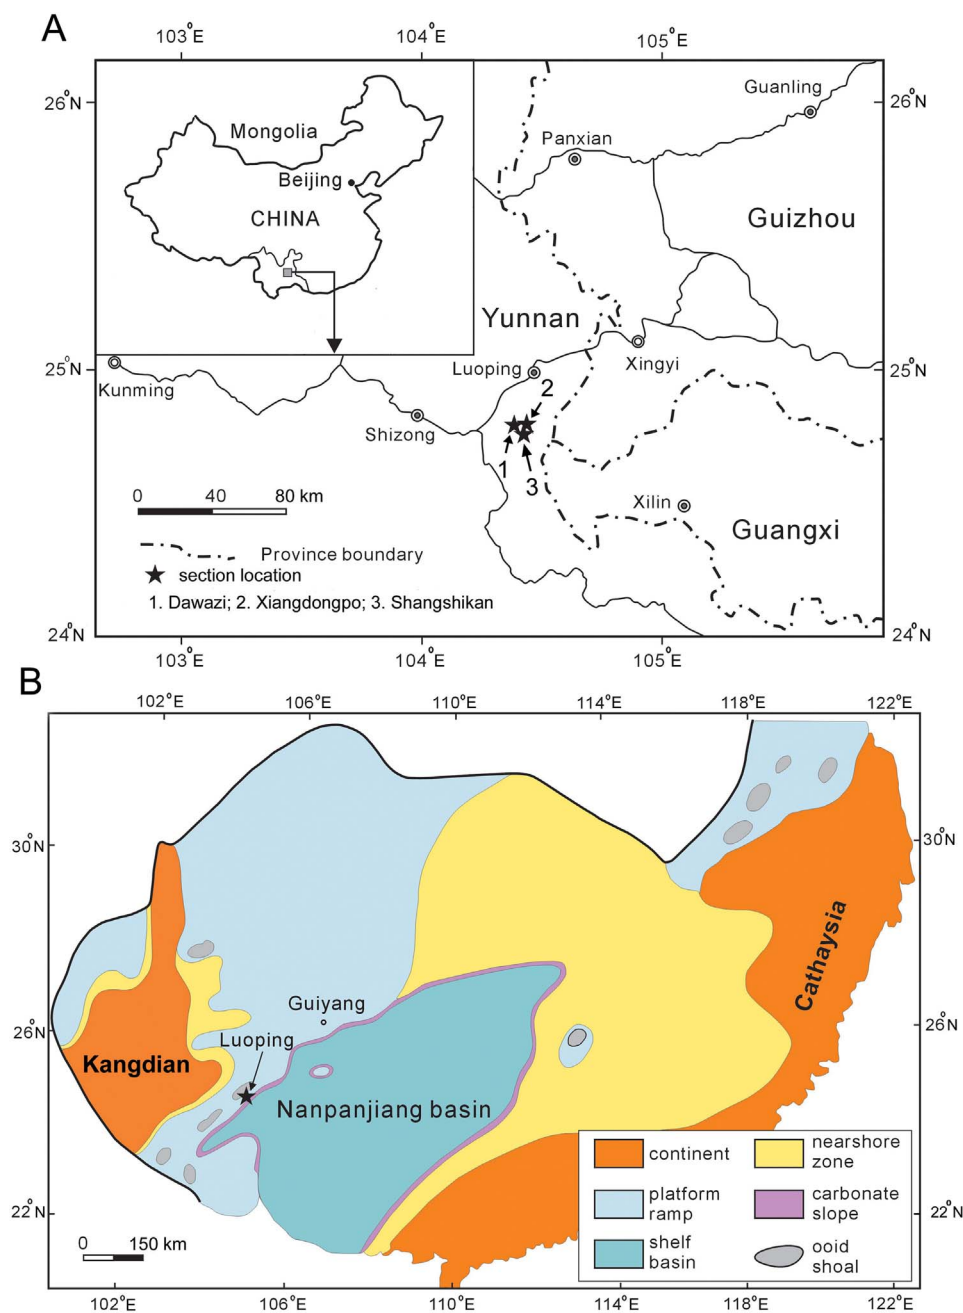 A
103°E 104°E 105°E
26°N 26°N
Guanling
Panxian
Mongolia
Beijing
CHINA
Guizhou
Yunnan
25°N 25°N
Kunming
Luoping
Xingyi
2
Shizong
1
3
0 40 80 km
Xilin
Guangxi
Province boundary
section location
1. Dawazi; 2. Xiangdongpo; 3. Shangshikan
24°N 24°N
103°E 104°E 105°E
B
102°E 106°E 110°E 114°E 118°E 122°E
30°N 30°N
Cathaysia
Guiyang
26°N 26°N
Luoping
Kangdian
Nanpanjiang basin
continent
nearshore
zone
platform
ramp
carbonate
slope
shelf
basin
ooid
shoal
22°N 22°N
0 150 km
102°E 106°E 110°E 114°E 118°E 122°E